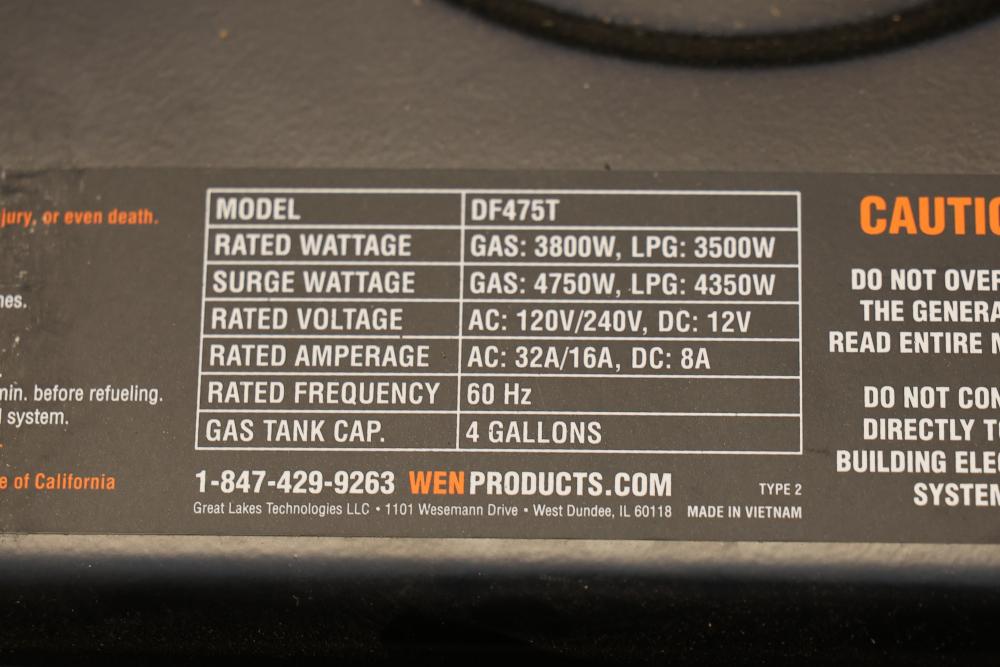 jury, or even death.
nes.
min. before refueling.
system.
e of California
MODEL DF475T
RATED WATTAGE GAS: 3800W, LPG: 3500W
SURGE WATTAGE GAS: 4750W, LPG: 4350W
RATED VOLTAGE AC: 120V/240V, DC: 12V
RATED AMPERAGE AC: 32A/16A, DC: 8A
RATED FREQUENCY 60 Hz
GAS TANK CAP. 4 GALLONS
1-847-429-9263 WENPRODUCTS.COM TYPE 2
Great Lakes Technologies LLC • 1101 Wesemann Drive • West Dundee, IL 60118 MADE IN VIETNAM
CAUTIO
DO NOT OVER
THE GENERA
READ ENTIRE
DO NOT CON
DIRECTLY TO
BUILDING ELEC
SYSTEM